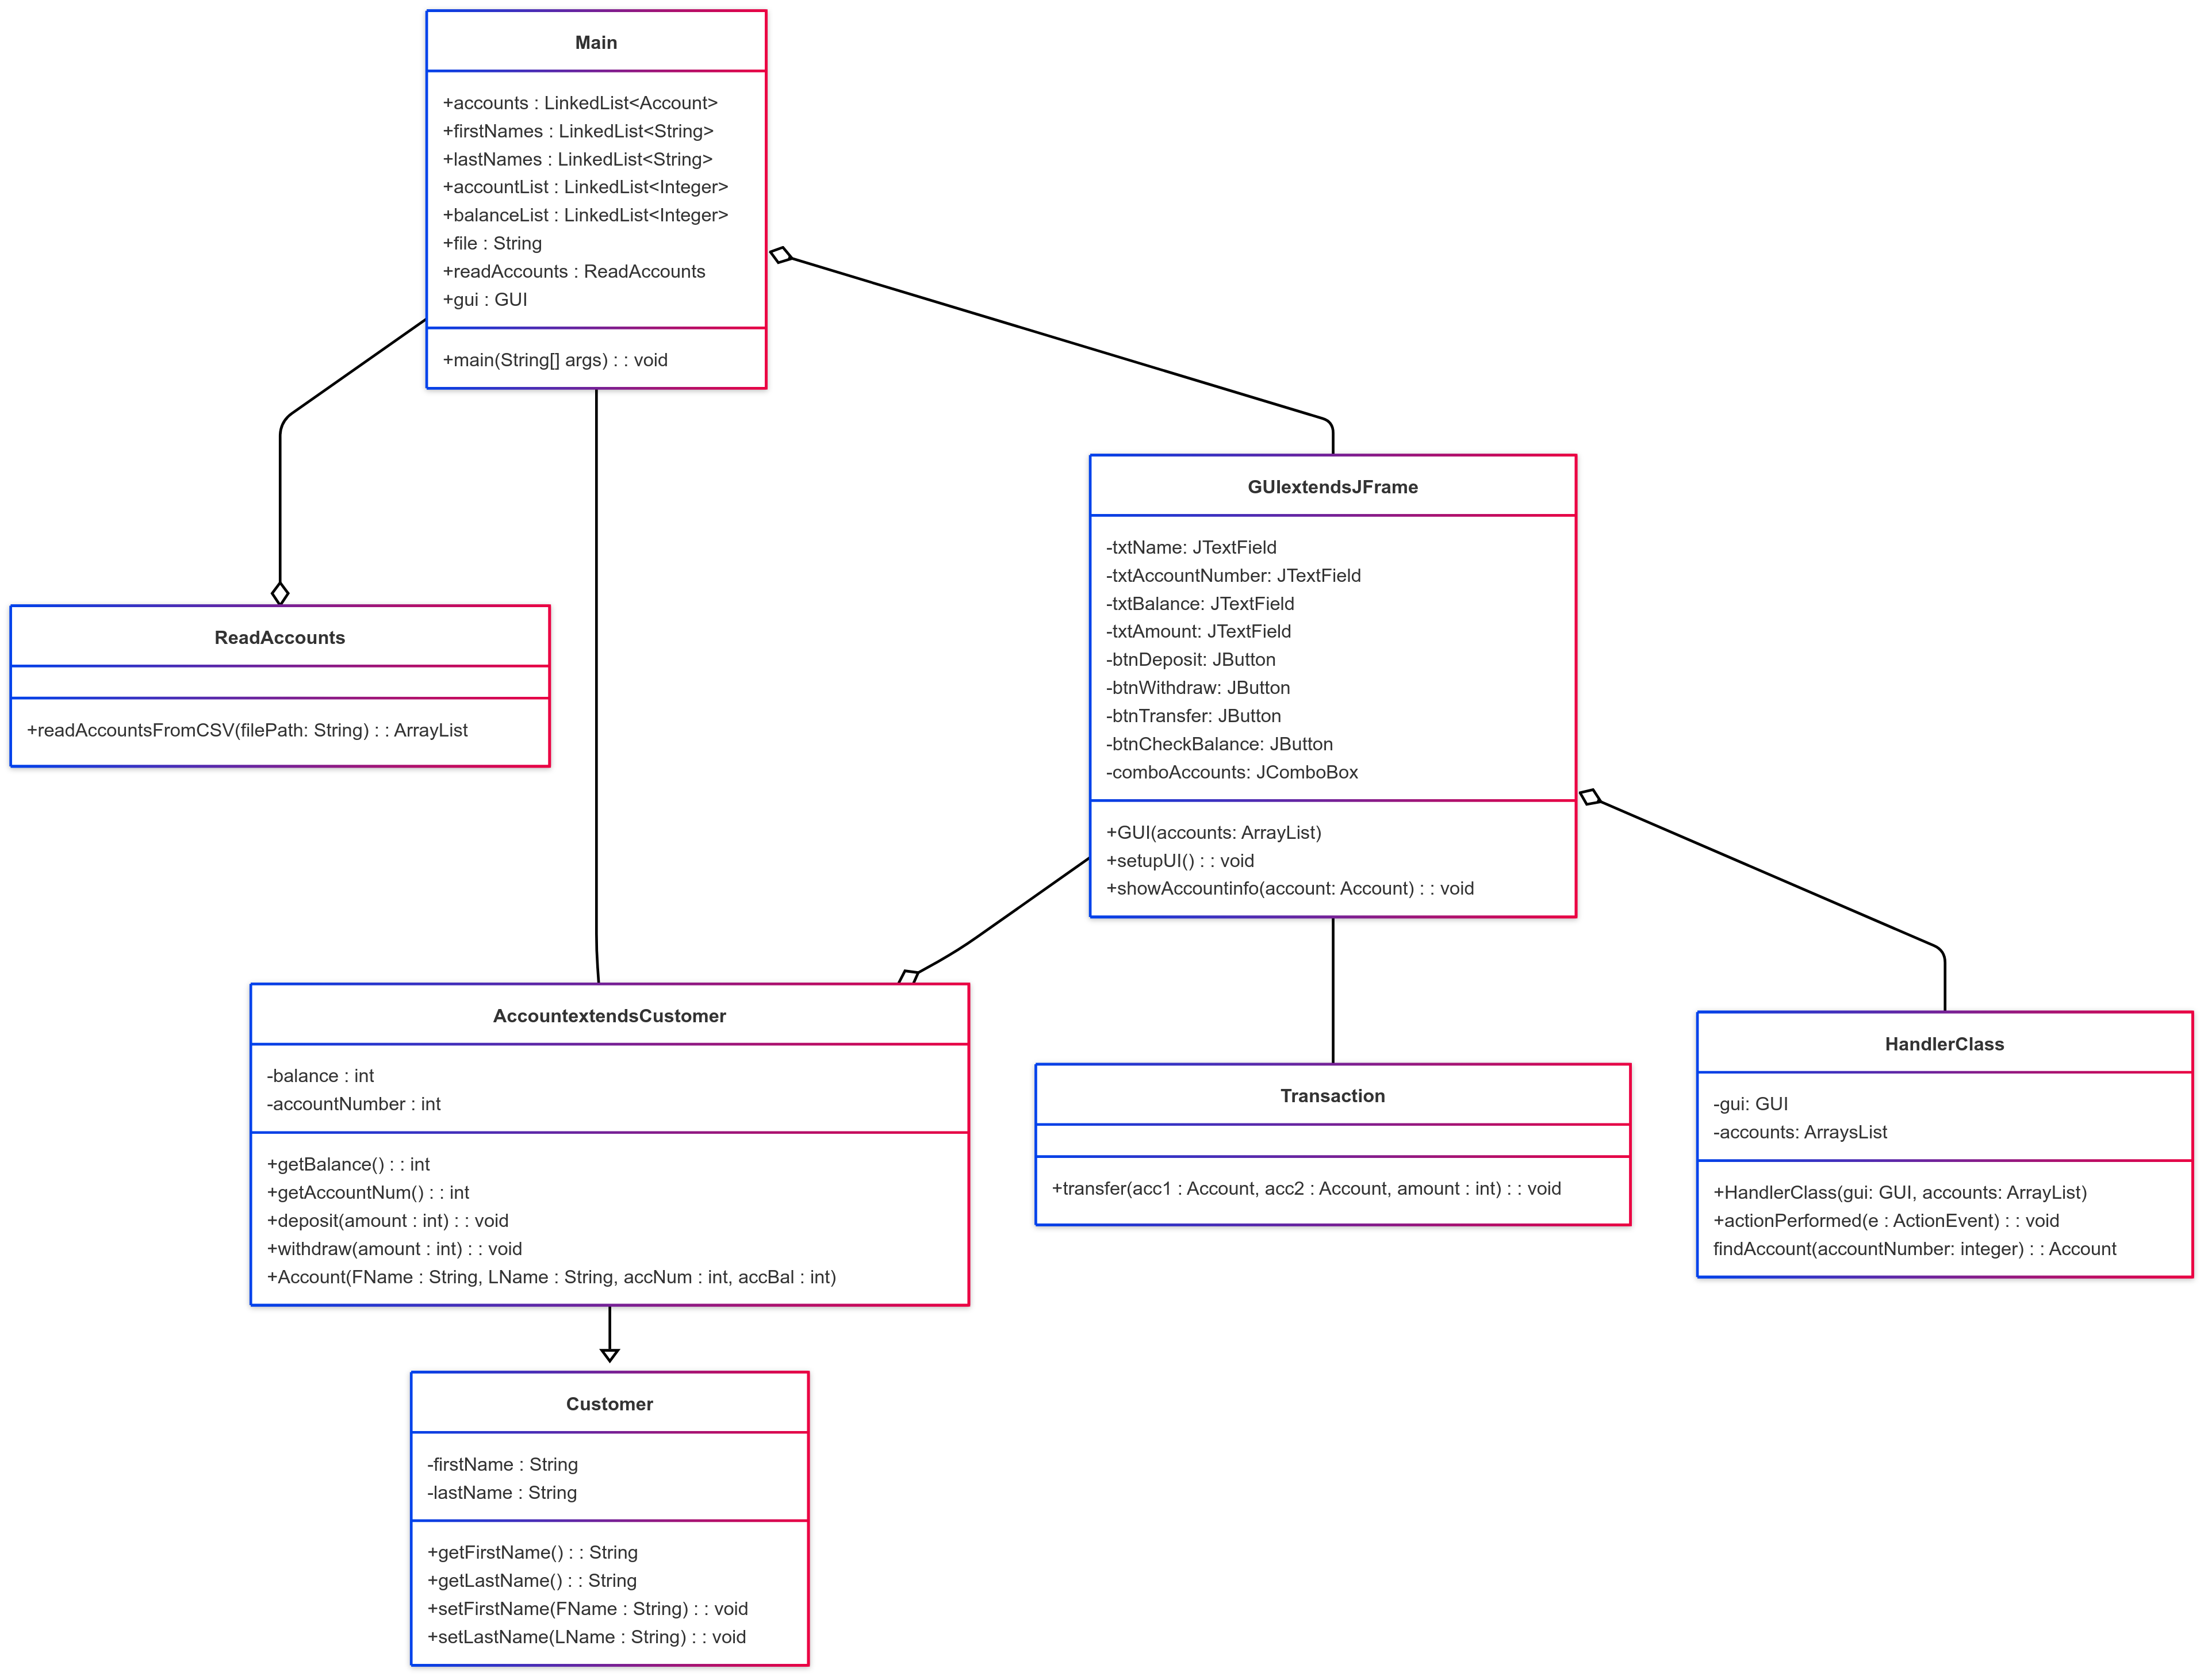 Main
+accounts : LinkedList<Account>
+firstNames : LinkedList<String>
+lastNames : LinkedList<String>
+accountList : LinkedList<Integer>
+balanceList : LinkedList<Integer>
+file : String
+readAccounts : ReadAccounts
+gui : GUI
+main(String[] args) : : void
GUIextendsJFrame
-txtName: JTextField
-txtAccountNumber: JTextField
-txtBalance: JTextField
-txtAmount: JTextField
-btnDeposit: JButton
-btnWithdraw: JButton
-btnTransfer: JButton
-btnCheckBalance: JButton
-comboAccounts: JComboBox
+GUI(accounts: ArrayList)
+setupUI() : : void
+showAccountinfo(account: Account) : : void
ReadAccounts
+readAccountsFromCSV(filePath: String) : : ArrayList
AccountextendsCustomer
-balance : int
-accountNumber : int
+getBalance() : : int
+getAccountNum() : : int
+deposit(amount : int) : : void
+withdraw(amount : int) : : void
+Account(FName : String, LName : String, accNum : int, accBal : int)
Transaction
+transfer(acc1 : Account, acc2 : Account, amount : int) : : void
HandlerClass
-gui: GUI
-accounts: ArraysList
+HandlerClass(gui: GUI, accounts: ArrayList)
+actionPerformed(e : ActionEvent) : : void
findAccount(accountNumber: integer) : : Account
Customer
-firstName : String
-lastName : String
+getFirstName() : : String
+getLastName() : : String
+setFirstName(FName : String) : : void
+setLastName(LName : String) : : void